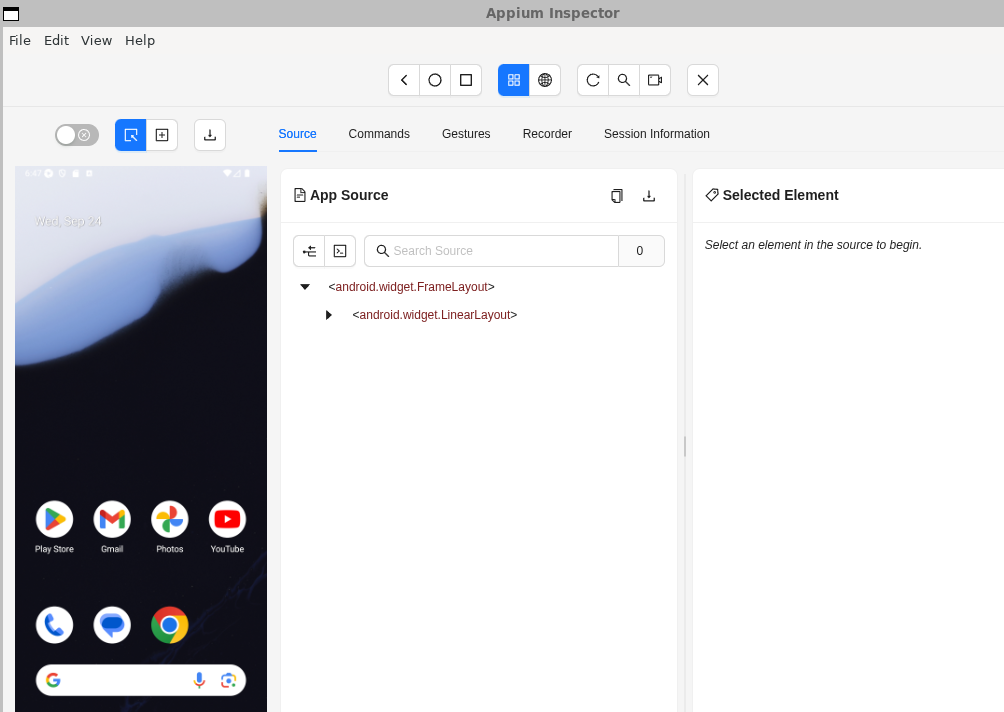 Appium Inspector
File Edit View Help
Source Commands Gestures Recorder Session Information
6:47
Wed, Sep 24
App Source
Selected Element
Search Source 0
Select an element in the source to begin.
<android.widget.FrameLayout>
<android.widget.LinearLayout>
Play Store Gmail Photos YouTube